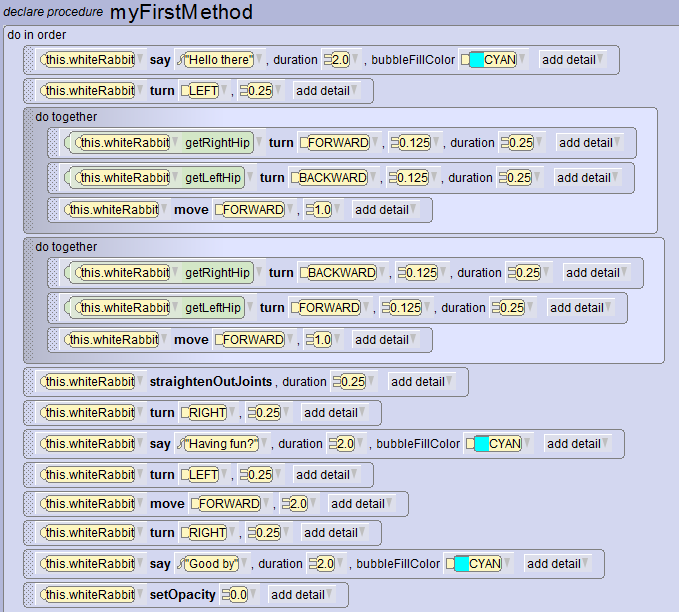 declare procedure myFirstMethod
do in order
this.whiteRabbit say "Hello there" , duration 2.0 , bubbleFillColor CYAN add detail
this.whiteRabbit turn LEFT , 0.25 add detail
do together
this.whiteRabbit getRightHip turn FORWARD , 0.125 , duration 0.25 add detail
this.whiteRabbit getLeftHip turn BACKWARD , 0.125 , duration 0.25 add detail
this.whiteRabbit move FORWARD , 1.0 add detail
do together
this.whiteRabbit getRightHip turn BACKWARD , 0.125 , duration 0.25 add detail
this.whiteRabbit getLeftHip turn FORWARD , 0.125 , duration 0.25 add detail
this.whiteRabbit move FORWARD , 1.0 add detail
this.whiteRabbit straightenOutJoints , duration 0.25 add detail
this.whiteRabbit turn RIGHT , 0.25 add detail
this.whiteRabbit say "Having fun?" , duration 2.0 , bubbleFillColor CYAN add detail
this.whiteRabbit turn LEFT , 0.25 add detail
this.whiteRabbit move FORWARD , 2.0 add detail
this.whiteRabbit turn RIGHT , 0.25 add detail
this.whiteRabbit say "Good by" , duration 2.0 , bubbleFillColor CYAN add detail
this.whiteRabbit setOpacity 0.0 add detail